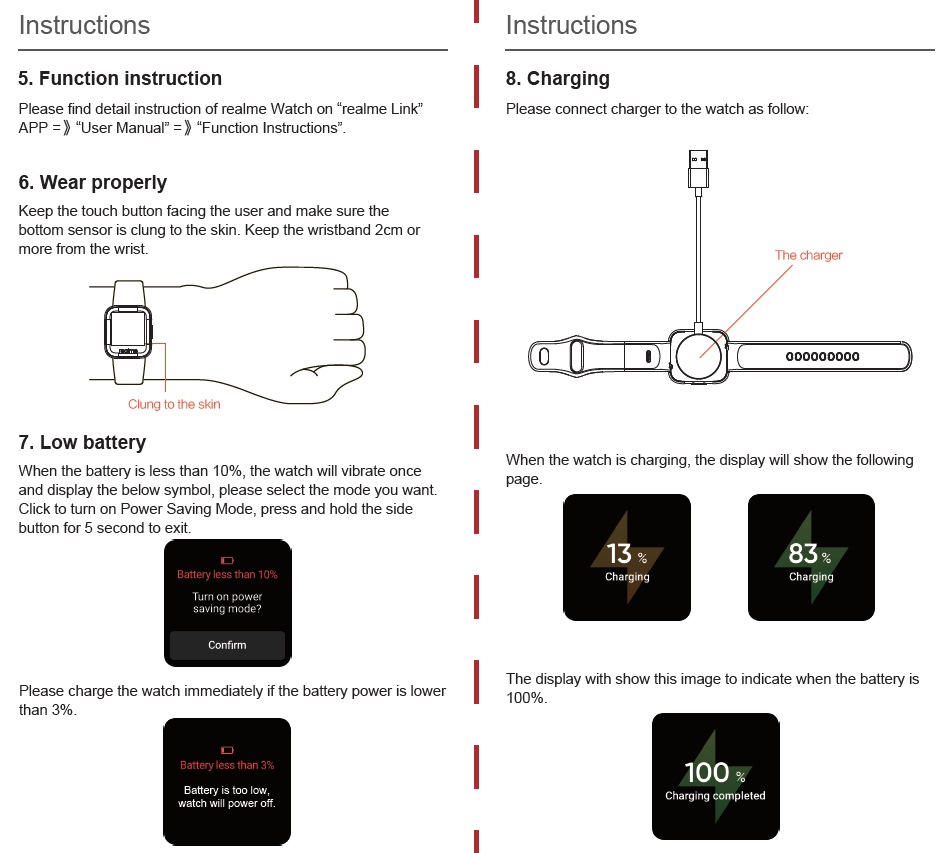 Instructions
5. Function instruction
Please find detail instruction of realme Watch on “realme Link”
APP =》 “User Manual” =》 “Function Instructions”.
6. Wear properly
Keep the touch button facing the user and make sure the
bottom sensor is clung to the skin. Keep the wristband 2cm or
more from the wrist.
realme
Clung to the skin
7. Low battery
When the battery is less than 10%, the watch will vibrate once
and display the below symbol, please select the mode you want.
Click to turn on Power Saving Mode, press and hold the side
button for 5 second to exit.
Battery less than 10%
Turn on power
saving mode?
Confirm
Please charge the watch immediately if the battery power is lower
than 3%.
Battery less than 3%
Battery is too low,
watch will power off.
Instructions
8. Charging
Please connect charger to the watch as follow:
The charger
When the watch is charging, the display will show the following
page.
13 %
Charging
83 %
Charging
The display with show this image to indicate when the battery is
100%.
100 %
Charging completed